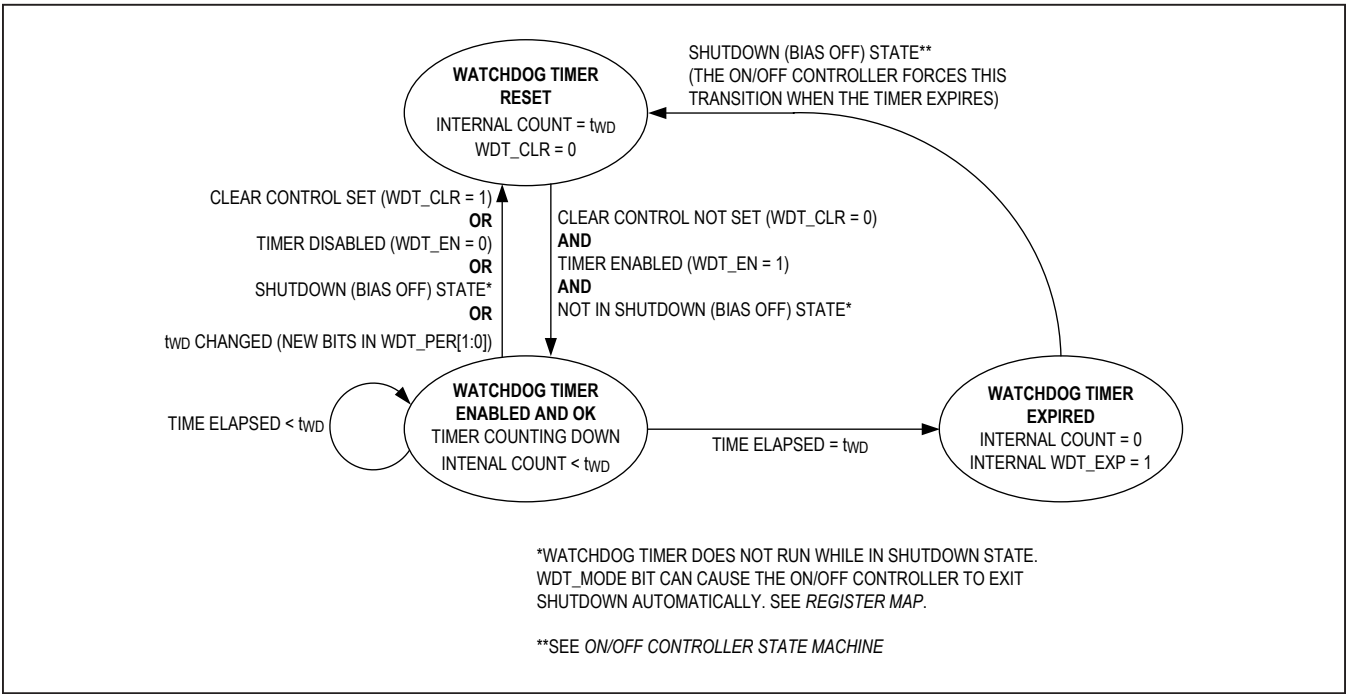 SHUTDOWN (BIAS OFF) STATE**
(THE ON/OFF CONTROLLER FORCES THIS
TRANSITION WHEN THE TIMER EXPIRES)
WATCHDOG TIMER
RESET
INTERNAL COUNT = tWD
WDT_CLR = 0
CLEAR CONTROL SET (WDT_CLR = 1)
OR
TIMER DISABLED (WDT_EN = 0)
OR
SHUTDOWN (BIAS OFF) STATE*
OR
tWD CHANGED (NEW BITS IN WDT_PER[1:0])
CLEAR CONTROL NOT SET (WDT_CLR = 0)
AND
TIMER ENABLED (WDT_EN = 1)
AND
NOT IN SHUTDOWN (BIAS OFF) STATE*
TIME ELAPSED < tWD
WATCHDOG TIMER
ENABLED AND OK
TIMER COUNTING DOWN
INTENAL COUNT < tWD
TIME ELAPSED = tWD
WATCHDOG TIMER
EXPIRED
INTERNAL COUNT = 0
INTERNAL WDT_EXP = 1
*WATCHDOG TIMER DOES NOT RUN WHILE IN SHUTDOWN STATE.
WDT_MODE BIT CAN CAUSE THE ON/OFF CONTROLLER TO EXIT
SHUTDOWN AUTOMATICALLY. SEE REGISTER MAP.
**SEE ON/OFF CONTROLLER STATE MACHINE